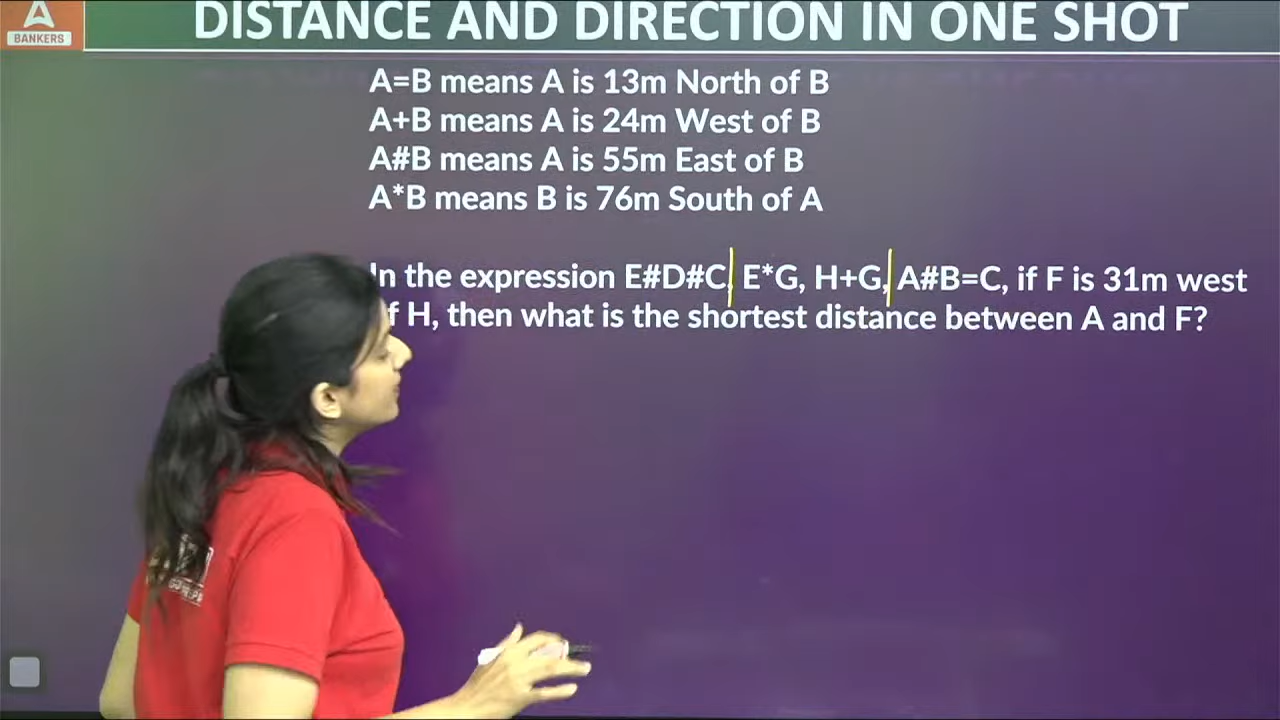 A
BANKERS
DISTANCE AND DIRECTION IN ONE SHOT
A=B means A is 13m North of B
A+B means A is 24m West of B
A#B means A is 55m East of B
A*B means B is 76m South of A
In the expression E#D#C, E*G, H+G, A#B=C, if F is 31m west
of H, then what is the shortest distance between A and F?